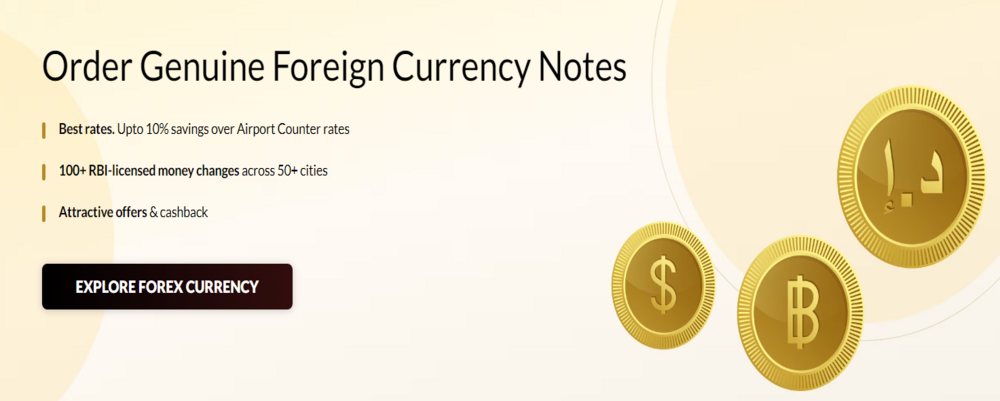 Order Genuine Foreign Currency Notes
Best rates. Upto 10% savings over Airport Counter rates
100+ RBI-licensed money changes across 50+ cities
Attractive offers & cashback
EXPLORE FOREX CURRENCY
د.إ
$
฿